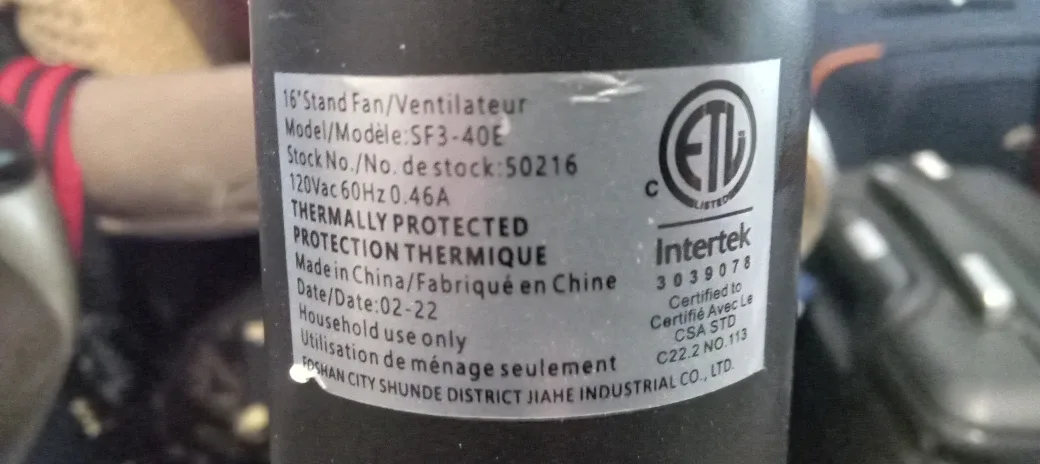 16"Stand Fan/Ventilateur
Model/Modèle:SF3-40E
Stock No./No. de stock:50216
120Vac 60Hz 0.46A
THERMALLY PROTECTED
PROTECTION THERMIQUE
Made in China/Fabriqué en Chine
Date/Date:02-22
Household use only
Utilisation de ménage seulement
FOSHAN CITY SHUNDE DISTRICT JIAHE INDUSTRIAL CO., LTD.
ETL
C
LISTED
Intertek
3039078
Certified to
Certifié Avec Le
CSA STD
C22.2 NO.113